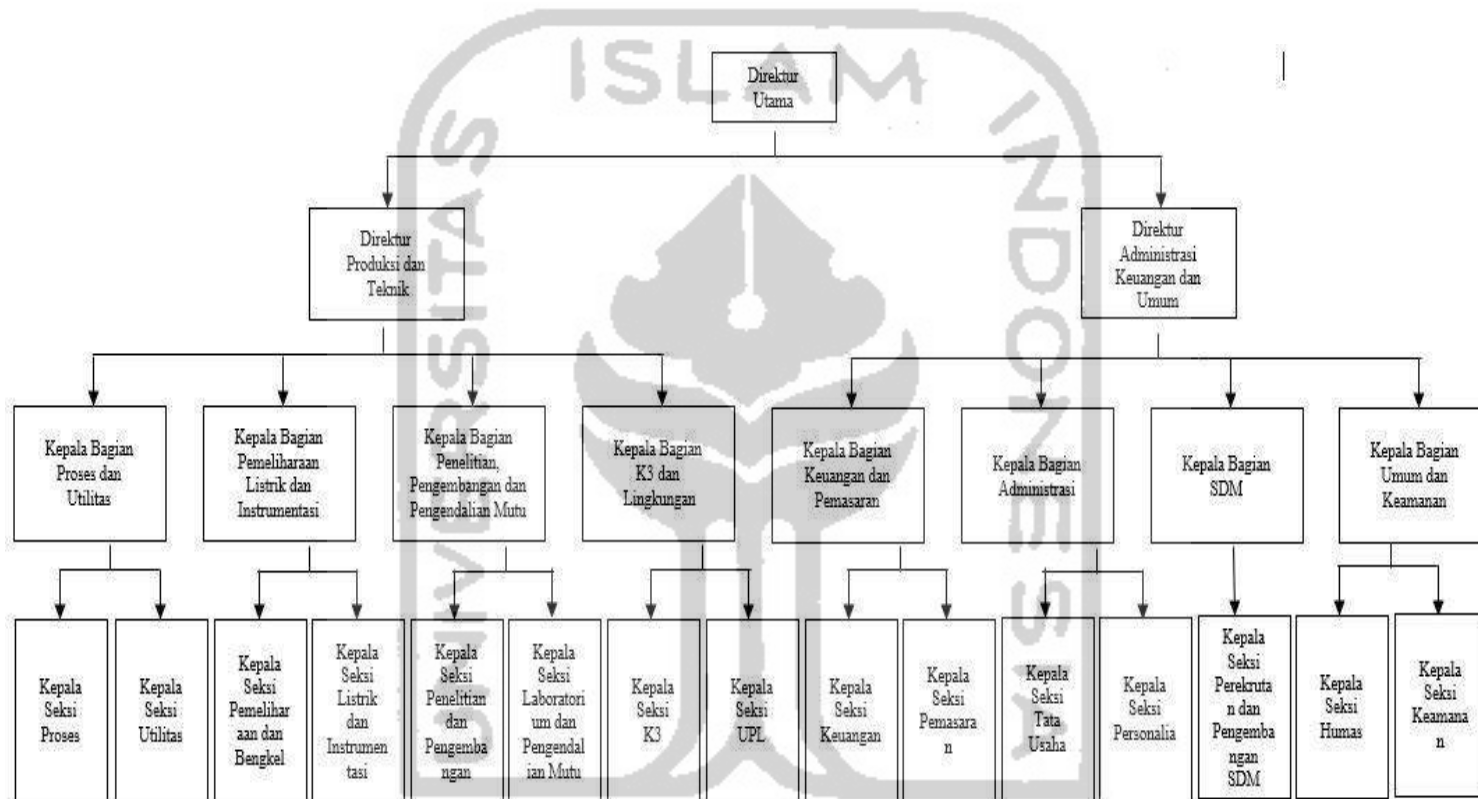 ISLAM
UNIVERSITAS
INDONESIA
Direktur
Utama
Direktur
Produksi dan
Teknik
Direktur
Administrasi
Keuangan dan
Umum
Kepala Bagian
Proses dan
Utilitas
Kepala Bagian
Pemeliharaan
Listrik dan
Instrumentasi
Kepala Bagian
Penelitian,
Pengembangan dan
Pengendalian Mutu
Kepala Bagian
K3 dan
Lingkungan
Kepala Bagian
Keuangan dan
Pemasaran
Kepala Bagian
Administrasi
Kepala Bagian
SDM
Kepala Bagian
Umum dan
Keamanan
Kepala
Seksi
Proses
Kepala
Seksi
Utilitas
Kepala
Seksi
Pemelihar
aan dan
Bengkel
Kepala
Seksi
Listrik
dan
Instrumen
tasi
Kepala
Seksi
Penelitian
dan
Pengemba
ngan
Kepala
Seksi
Laboratori
um dan
Pengendal
ian Mutu
Kepala
Seksi
K3
Kepala
Seksi
UPL
Kepala
Seksi
Keuangan
Kepala
Seksi
Pemasara
n
Kepala
Seksi
Tata
Usaha
Kepala
Seksi
Personalia
Kepala
Seksi
Perekruta
n dan
Pengemba
ngan
SDM
Kepala
Seksi
Humas
Kepala
Seksi
Keamana
n